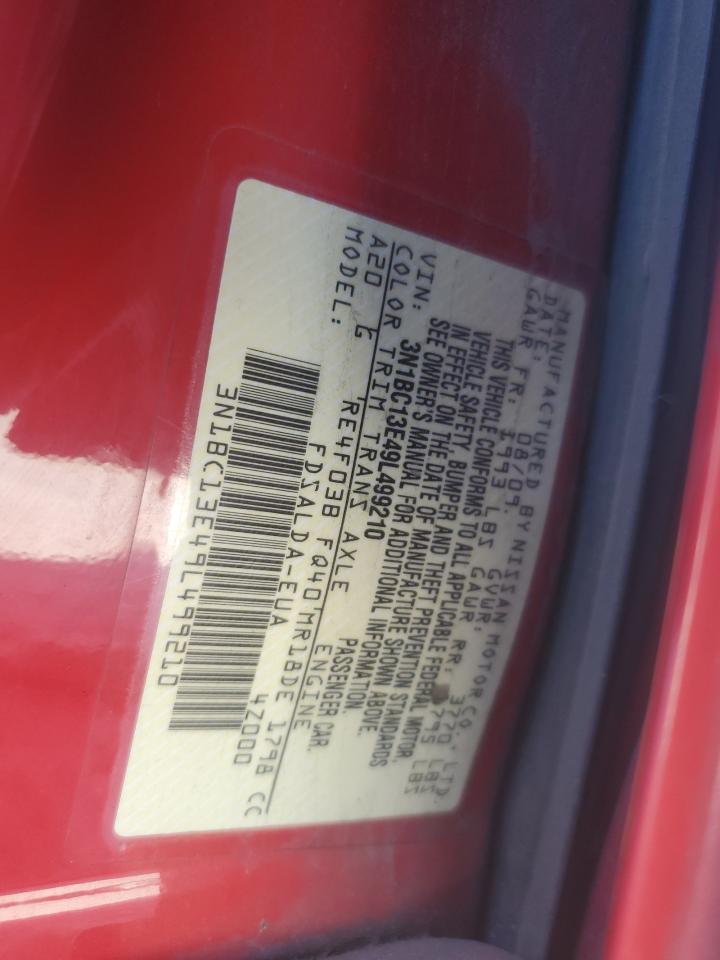 MANUFACTURED BY NISSAN MOTOR CO., LTD.
DATE: 08/09. GVWR: 3770 LBS
GAWR FR: 1993 LBS GAWR RR: 1795 LBS
THIS VEHICLE CONFORMS TO ALL APPLICABLE FEDERAL MOTOR
VEHICLE SAFETY, BUMPER AND THEFT PREVENTION STANDARDS
IN EFFECT ON THE DATE OF MANUFACTURE SHOWN ABOVE.
SEE OWNER'S MANUAL FOR ADDITIONAL INFORMATION
VIN: 3N1BC13E49L499210 PASSENGER CAR.
COLOR TRIM TRANS AXLE ENGINE
A20 G RE4F03B FQ40 MR18DE 1798 CC
MODEL: FDSALDA-EUA 4Z000
3N1BC13E49L499210